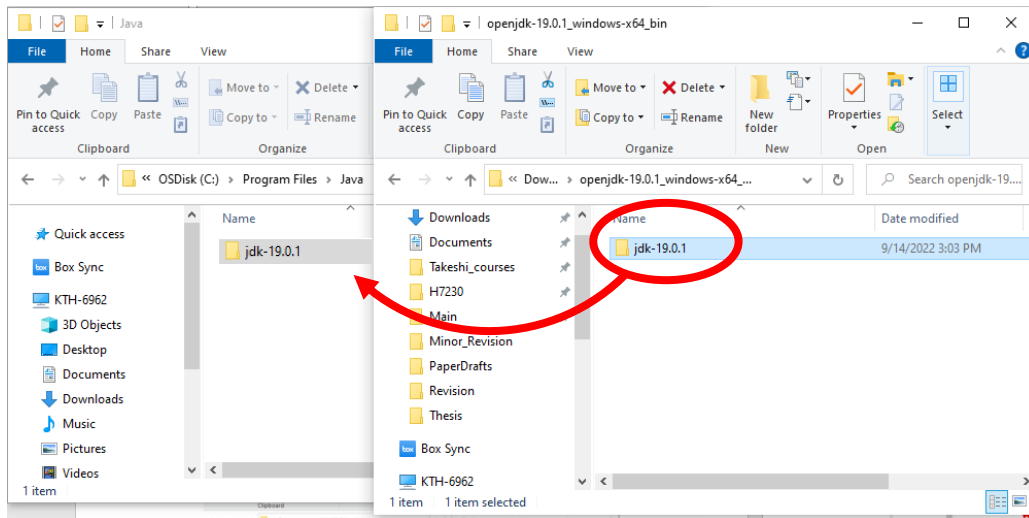 Java
File Home Share View
Pin to Quick access
Copy
Paste
Move to
Copy to
Delete
Rename
Clipboard
Organize
« OSDisk (C:) › Program Files › Java
Quick access
Box Sync
KTH-6962
3D Objects
Desktop
Documents
Downloads
Music
Pictures
Videos
Name
jdk-19.0.1
1 item
openjdk-19.0.1_windows-x64_bin
File Home Share View
Pin to Quick access
Copy
Paste
Move to
Copy to
Delete
Rename
New folder
Properties
Select
Clipboard
Organize
New
Open
« Dow... › openjdk-19.0.1_windows-x64_...
Search openjdk-19....
Downloads
Documents
Takeshi_courses
H7230
Main
Minor_Revision
PaperDrafts
Revision
Thesis
box Box Sync
KTH-6962
Name
Date modified
jdk-19.0.1
9/14/2022 3:03 PM
1 item
1 item selected
Clipboard